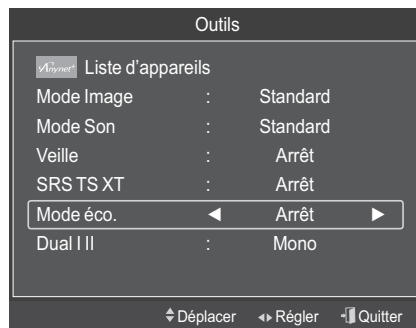 Outils
Anynet+ Liste d'appareils
Mode Image : Standard
Mode Son : Standard
Veille : Arrêt
SRS TS XT : Arrêt
Mode éco. ◀ Arrêt ▶
Dual I II : Mono
Déplacer Régler Quitter